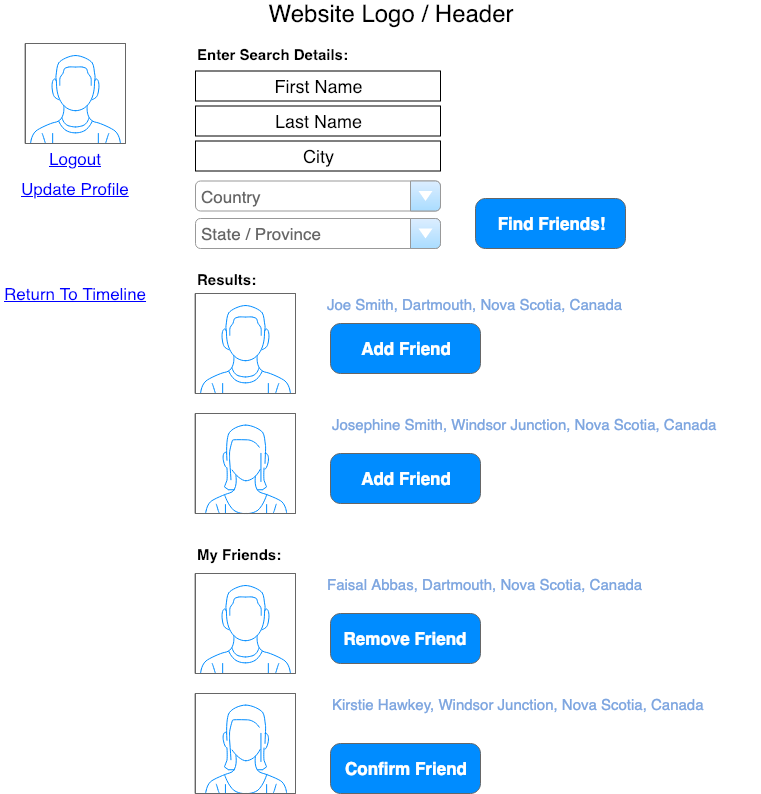 Website Logo / Header
Logout
Update Profile
Return To Timeline
Enter Search Details:
First Name
Last Name
City
Country
State / Province
Find Friends!
Results:
Joe Smith, Dartmouth, Nova Scotia, Canada
Add Friend
Josephine Smith, Windsor Junction, Nova Scotia, Canada
Add Friend
My Friends:
Faisal Abbas, Dartmouth, Nova Scotia, Canada
Remove Friend
Kirstie Hawkey, Windsor Junction, Nova Scotia, Canada
Confirm Friend